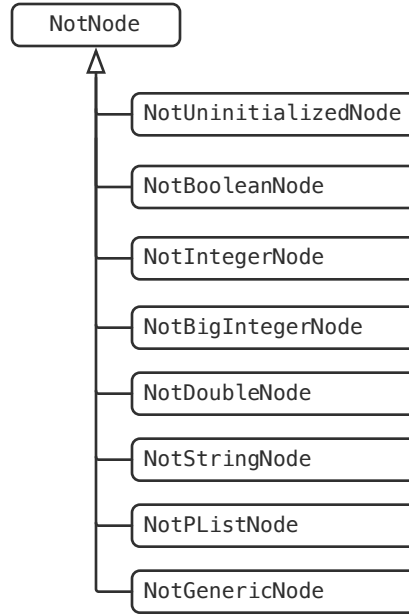 NotNode
NotUninitializedNode
NotBooleanNode
NotIntegerNode
NotBigIntegerNode
NotDoubleNode
NotStringNode
NotPListNode
NotGenericNode